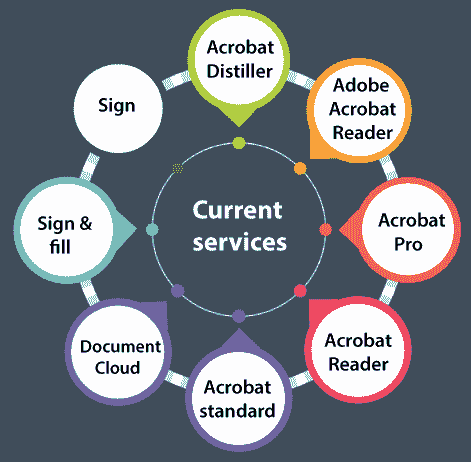 Acrobat
Distiller
Adobe
Acrobat
Reader
Acrobat
Pro
Acrobat
Reader
Acrobat
standard
Document
Cloud
Sign &
fill
Sign
Current
services